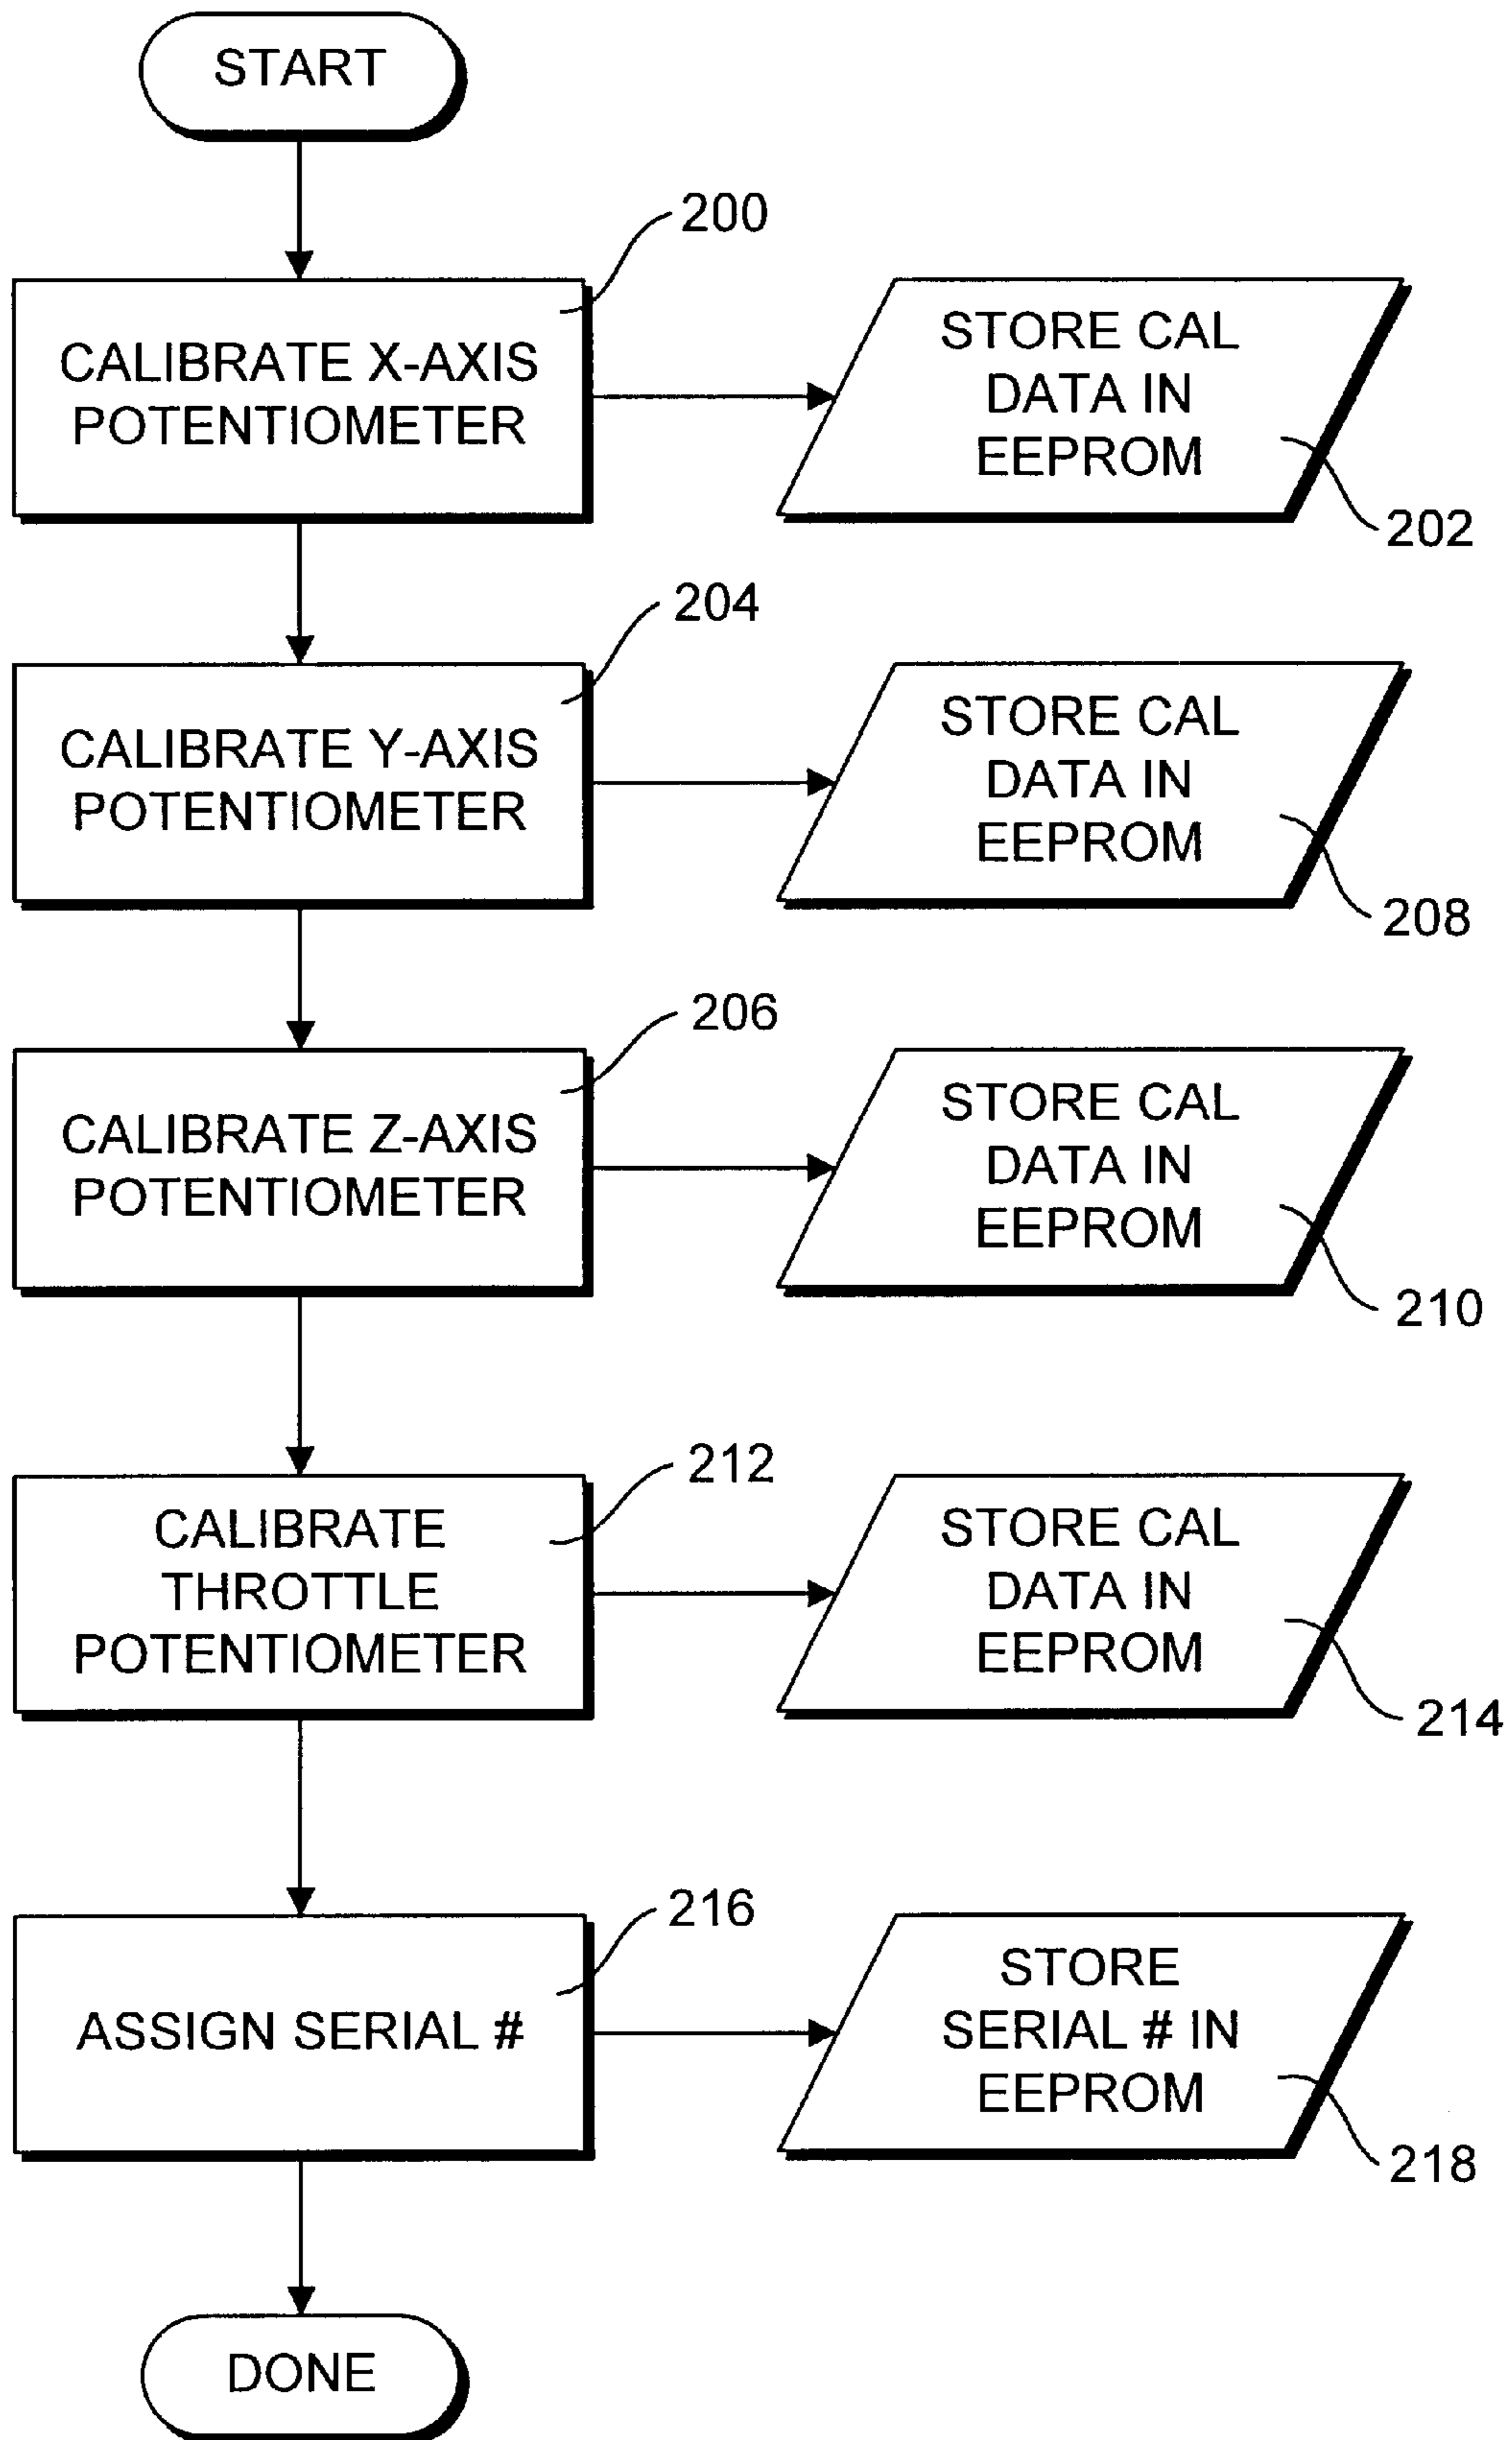 START
200
CALIBRATE X-AXIS
POTENTIOMETER
STORE CAL
DATA IN
EEPROM
202
204
CALIBRATE Y-AXIS
POTENTIOMETER
STORE CAL
DATA IN
EEPROM
208
206
CALIBRATE Z-AXIS
POTENTIOMETER
STORE CAL
DATA IN
EEPROM
210
212
CALIBRATE
THROTTLE
POTENTIOMETER
STORE CAL
DATA IN
EEPROM
214
216
ASSIGN SERIAL #
STORE
SERIAL # IN
EEPROM
218
DONE